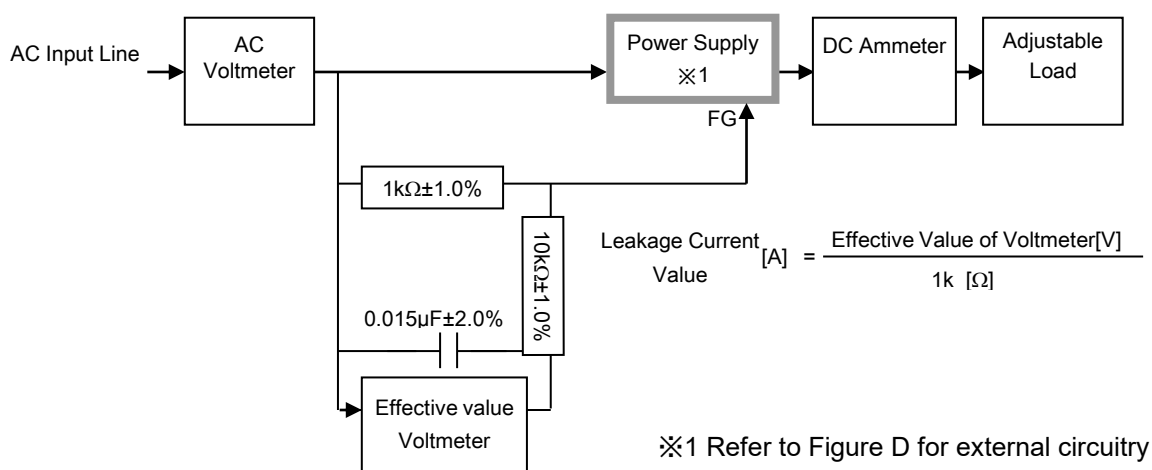 AC Input Line
AC
Voltmeter
Power Supply
※1
DC Ammeter
Adjustable
Load
FG
1kΩ±1.0%
10kΩ±1.0%
Leakage Current
Value
[A] =
Effective Value of Voltmeter[V]
1k [Ω]
0.015µF±2.0%
Effective value
Voltmeter
※1 Refer to Figure D for external circuitry